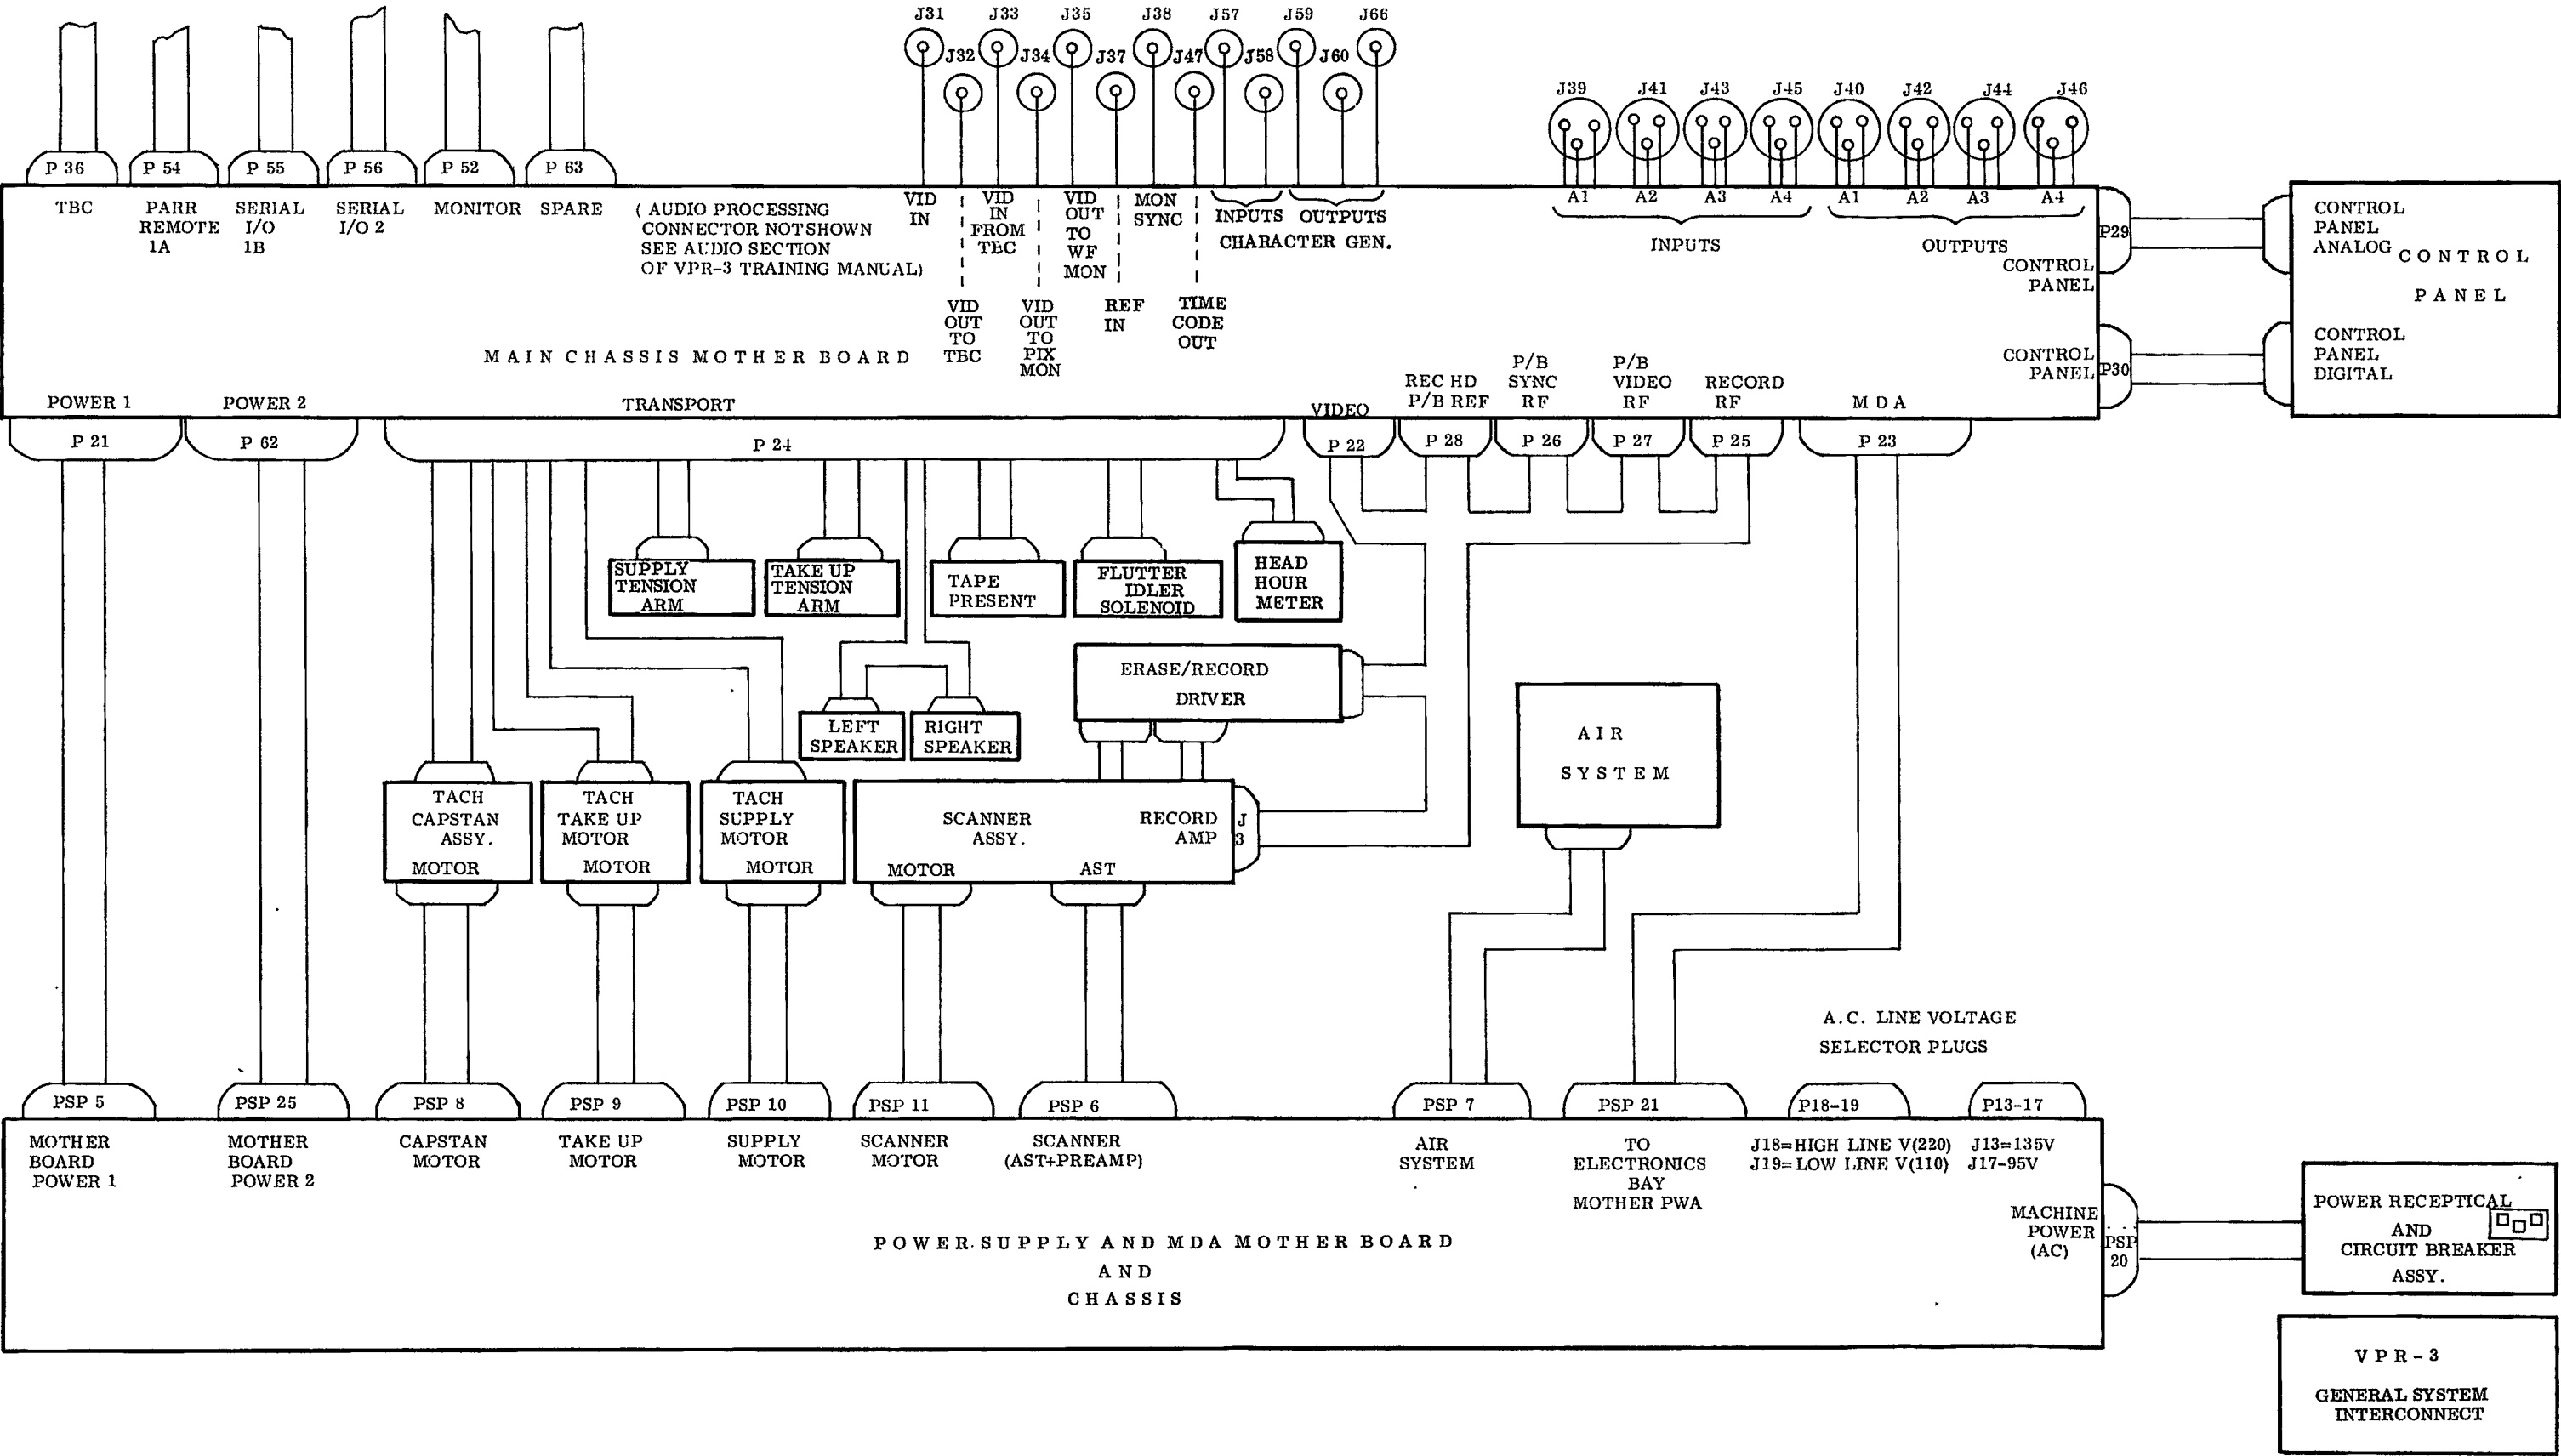 J31 J33 J35 J38 J57 J59 J66
J32 J34 J37 J47 J58 J60
J39 J41 J43 J45 J40 J42 J44 J46
P 36 P 54 P 55 P 56 P 52 P 63
TBC
PARR
REMOTE
1A
SERIAL
I/O
1B
SERIAL
I/O 2
MONITOR
SPARE
( AUDIO PROCESSING
CONNECTOR NOT SHOWN
SEE AUDIO SECTION
OF VPR-3 TRAINING MANUAL)
VID
IN
VID
OUT
TO
TBC
VID
IN
FROM
TBC
VID
OUT
TO
PIX
MON
VID
OUT
TO
WF
MON
REF
IN
MON
SYNC
TIME
CODE
OUT
INPUTS OUTPUTS
CHARACTER GEN.
A1 A2 A3 A4 A1 A2 A3 A4
INPUTS
OUTPUTS
CONTROL
PANEL
P29
CONTROL
PANEL
P30
CONTROL
PANEL
ANALOG
CONTROL
PANEL
CONTROL
PANEL
DIGITAL
MAIN CHASSIS MOTHER BOARD
POWER 1
POWER 2
TRANSPORT
VIDEO
REC HD
P/B REF
P/B
SYNC
RF
P/B
VIDEO
RF
RECORD
RF
MDA
P 21 P 62 P 24 P 22 P 28 P 26 P 27 P 25 P 23
SUPPLY
TENSION
ARM
TAKE UP
TENSION
ARM
TAPE
PRESENT
FLUTTER
IDLER
SOLENOID
HEAD
HOUR
METER
ERASE/RECORD
DRIVER
LEFT
SPEAKER
RIGHT
SPEAKER
AIR
SYSTEM
TACH
CAPSTAN
ASSY.
MOTOR
TACH
TAKE UP
MOTOR
MOTOR
TACH
SUPPLY
MOTOR
MOTOR
SCANNER
ASSY.
RECORD
AMP
J
3
MOTOR
AST
A.C. LINE VOLTAGE
SELECTOR PLUGS
PSP 5 PSP 25 PSP 8 PSP 9 PSP 10 PSP 11 PSP 6 PSP 7 PSP 21 P18-19 P13-17
MOTHER
BOARD
POWER 1
MOTHER
BOARD
POWER 2
CAPSTAN
MOTOR
TAKE UP
MOTOR
SUPPLY
MOTOR
SCANNER
MOTOR
SCANNER
(AST+PREAMP)
AIR
SYSTEM
TO
ELECTRONICS
BAY
MOTHER PWA
J18=HIGH LINE V(220)
J19=LOW LINE V(110)
J13=135V
J17-95V
MACHINE
POWER
(AC)
PSP
20
POWER RECEPTICAL
AND
CIRCUIT BREAKER
ASSY.
POWER SUPPLY AND MDA MOTHER BOARD
AND
CHASSIS
VPR-3
GENERAL SYSTEM
INTERCONNECT